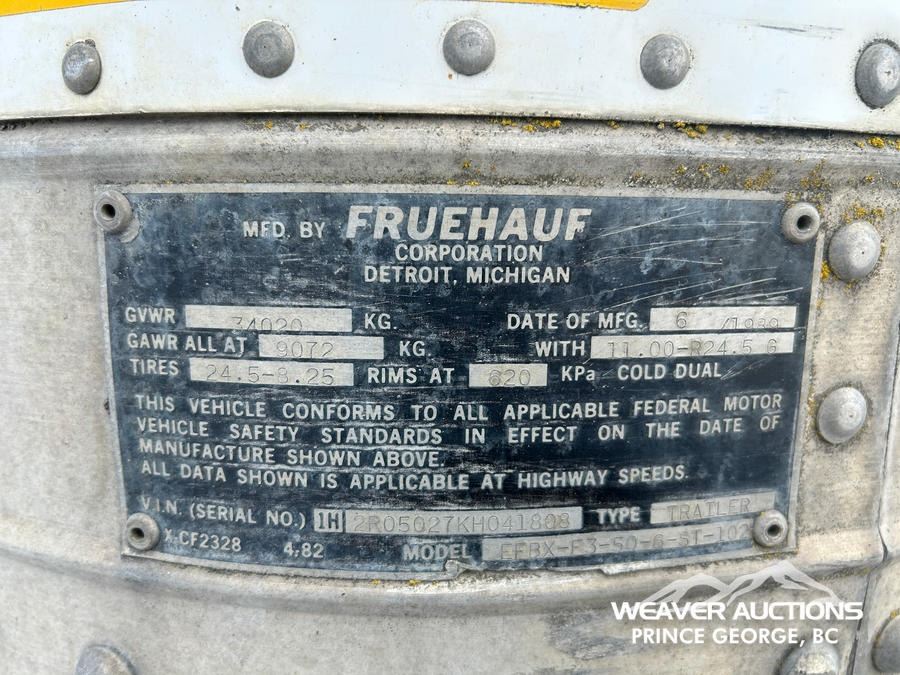 MFD. BY FRUEHAUF
CORPORATION
DETROIT, MICHIGAN
GVWR 34020 KG. DATE OF MFG. 6 /1989
GAWR ALL AT 9072 KG. WITH 11.00-R24.5 G
TIRES 24.5-8.25 RIMS AT 620 KPa COLD DUAL
THIS VEHICLE CONFORMS TO ALL APPLICABLE FEDERAL MOTOR
VEHICLE SAFETY STANDARDS IN EFFECT ON THE DATE OF
MANUFACTURE SHOWN ABOVE.
ALL DATA SHOWN IS APPLICABLE AT HIGHWAY SPEEDS.
V.I.N. (SERIAL NO.) 1H 2R05027KH041808 TYPE TRAILER
X-CF2328 4.82 MODEL
WEAVER AUCTIONS
PRINCE GEORGE, BC